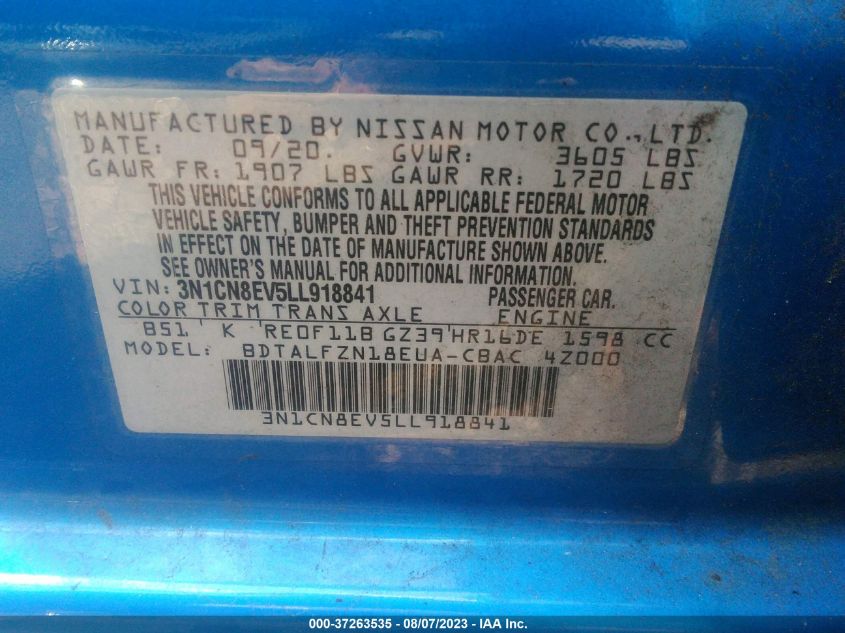 MANUFACTURED BY NISSAN MOTOR CO., LTD.
DATE: 09/20. GVWR: 3605 LBS
GAWR FR: 1907 LBS GAWR RR: 1720 LBS
THIS VEHICLE CONFORMS TO ALL APPLICABLE FEDERAL MOTOR
VEHICLE SAFETY, BUMPER AND THEFT PREVENTION STANDARDS
IN EFFECT ON THE DATE OF MANUFACTURE SHOWN ABOVE.
SEE OWNER'S MANUAL FOR ADDITIONAL INFORMATION.
VIN: 3N1CN8EV5LL918841 PASSENGER CAR.
COLOR TRIM TRANS AXLE ENGINE
B51 K RE0F11B GZ39 HR16DE 1598 CC
MODEL: BDTALFZN18EUA-CBAC 4Z000
3N1CN8EV5LL918841
000-37263535 - 08/07/2023 - IAA Inc.